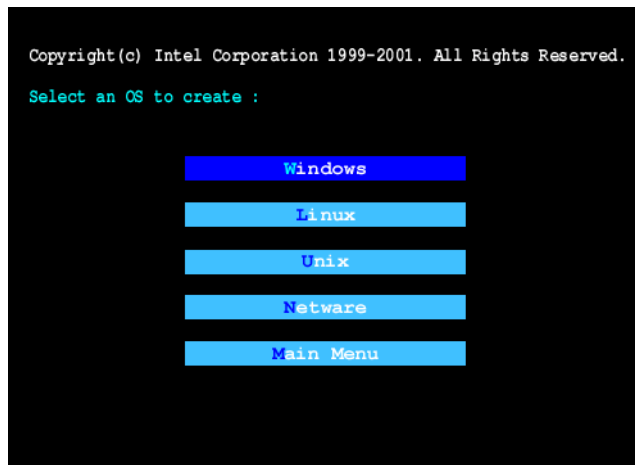 Copyright(c) Intel Corporation 1999-2001. All Rights Reserved.
Select an OS to create :
Windows
Linux
Unix
Netware
Main Menu